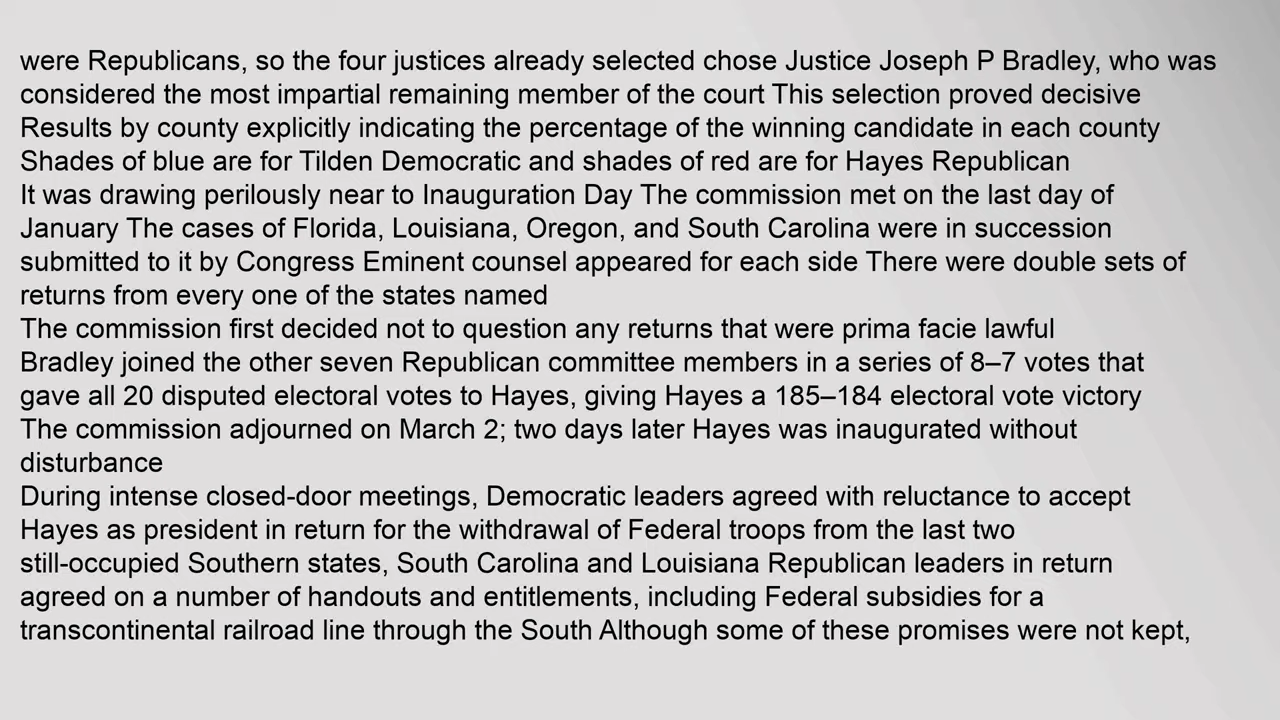 were Republicans, so the four justices already selected chose Justice Joseph P Bradley, who was
considered the most impartial remaining member of the court This selection proved decisive
Results by county explicitly indicating the percentage of the winning candidate in each county
Shades of blue are for Tilden Democratic and shades of red are for Hayes Republican
It was drawing perilously near to Inauguration Day The commission met on the last day of
January The cases of Florida, Louisiana, Oregon, and South Carolina were in succession
submitted to it by Congress Eminent counsel appeared for each side There were double sets of
returns from every one of the states named
The commission first decided not to question any returns that were prima facie lawful
Bradley joined the other seven Republican committee members in a series of 8–7 votes that
gave all 20 disputed electoral votes to Hayes, giving Hayes a 185–184 electoral vote victory
The commission adjourned on March 2; two days later Hayes was inaugurated without
disturbance
During intense closed-door meetings, Democratic leaders agreed with reluctance to accept
Hayes as president in return for the withdrawal of Federal troops from the last two
still-occupied Southern states, South Carolina and Louisiana Republican leaders in return
agreed on a number of handouts and entitlements, including Federal subsidies for a
transcontinental railroad line through the South Although some of these promises were not kept,